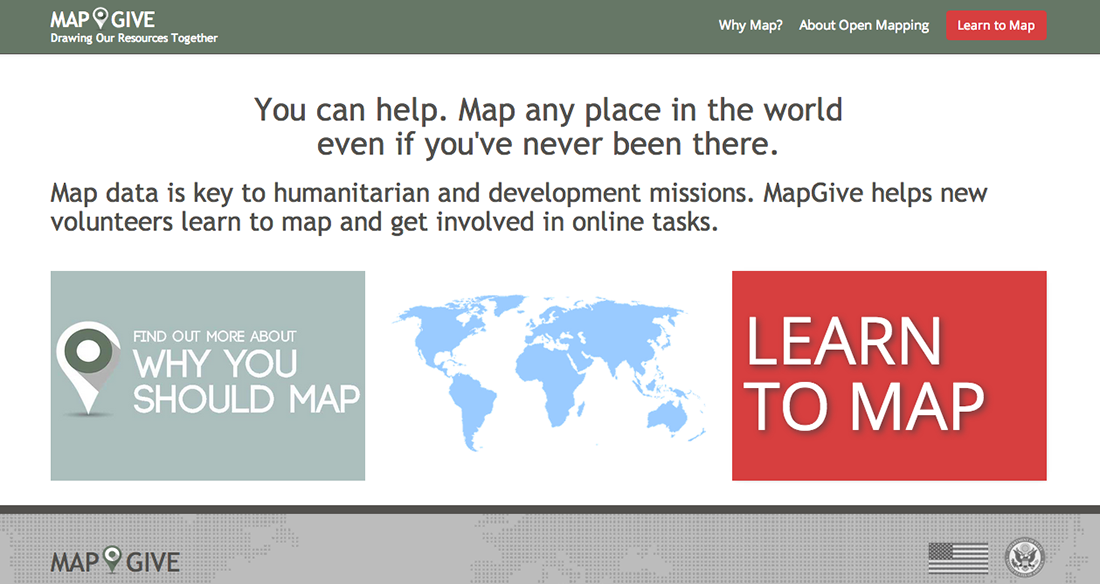 MAP GIVE
Drawing Our Resources Together
Why Map?
About Open Mapping
Learn to Map
You can help. Map any place in the world
even if you've never been there.
Map data is key to humanitarian and development missions. MapGive helps new
volunteers learn to map and get involved in online tasks.
FIND OUT MORE ABOUT
WHY YOU
SHOULD MAP
LEARN
TO MAP
MAP GIVE